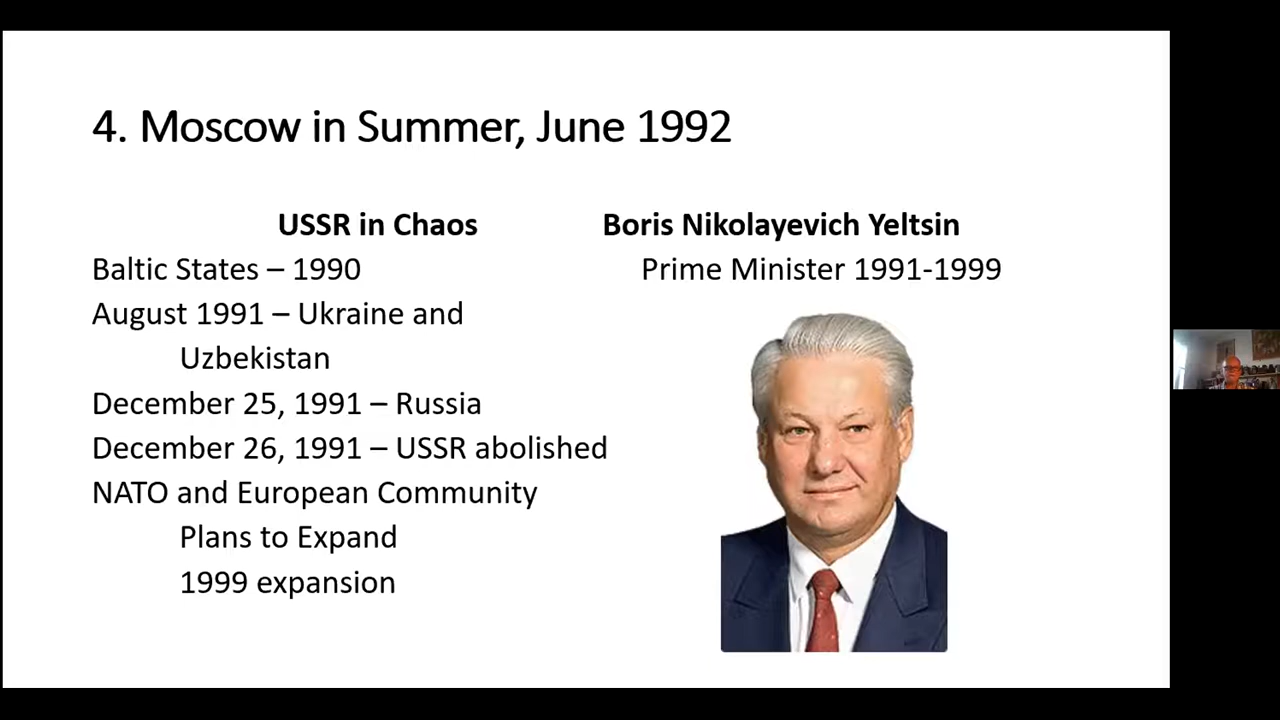 4. Moscow in Summer, June 1992
USSR in Chaos
Baltic States – 1990
August 1991 – Ukraine and
Uzbekistan
December 25, 1991 – Russia
December 26, 1991 – USSR abolished
NATO and European Community
Plans to Expand
1999 expansion
Boris Nikolayevich Yeltsin
Prime Minister 1991-1999